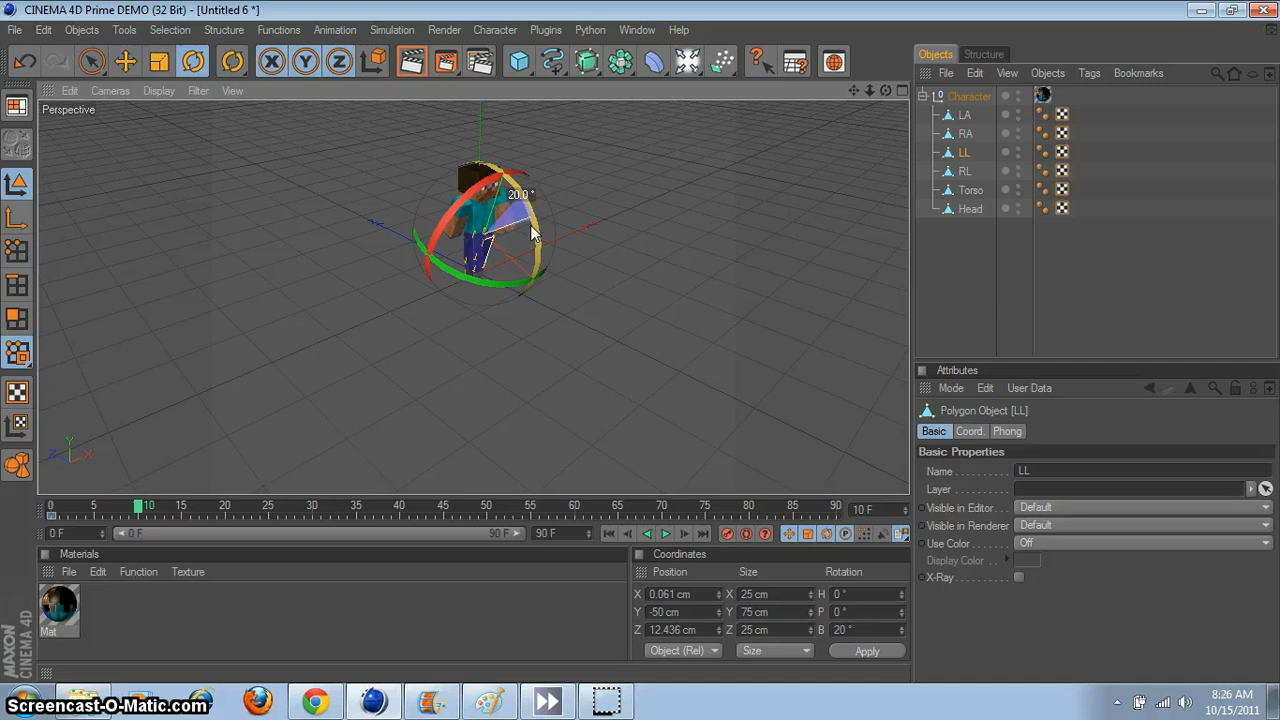 CINEMA 4D Prime DEMO (32 Bit) - [Untitled 6 *]
File Edit Objects Tools Selection Structure Functions Animation Simulation Render Character Plugins Python Window Help
Edit Cameras Display Filter View
Perspective
20.0 °
Y
Z X
Objects Structure
File Edit View Objects Tags Bookmarks
Character
LA
RA
LL
RL
Torso
Head
Attributes
Mode Edit User Data
Polygon Object [LL]
Basic Coord. Phong
Basic Properties
Name LL
Layer
Visible in Editor Default
Visible in Renderer Default
Use Color Off
Display Color
X-Ray
0 5 10 15 20 25 30 35 40 45 50 55 60 65 70 75 80 85 90 10 F
0 F 0 F 90 F 90 F
Materials
File Edit Function Texture
Mat
Coordinates
Position Size Rotation
X 0.061 cm X 25 cm H 0 °
Y -50 cm Y 75 cm P 0 °
Z 12.436 cm Z 25 cm B 20 °
Object (Rel) Size Apply
MAXON
CINEMA 4D
Screencast-O-Matic.com
8:26 AM
10/15/2011